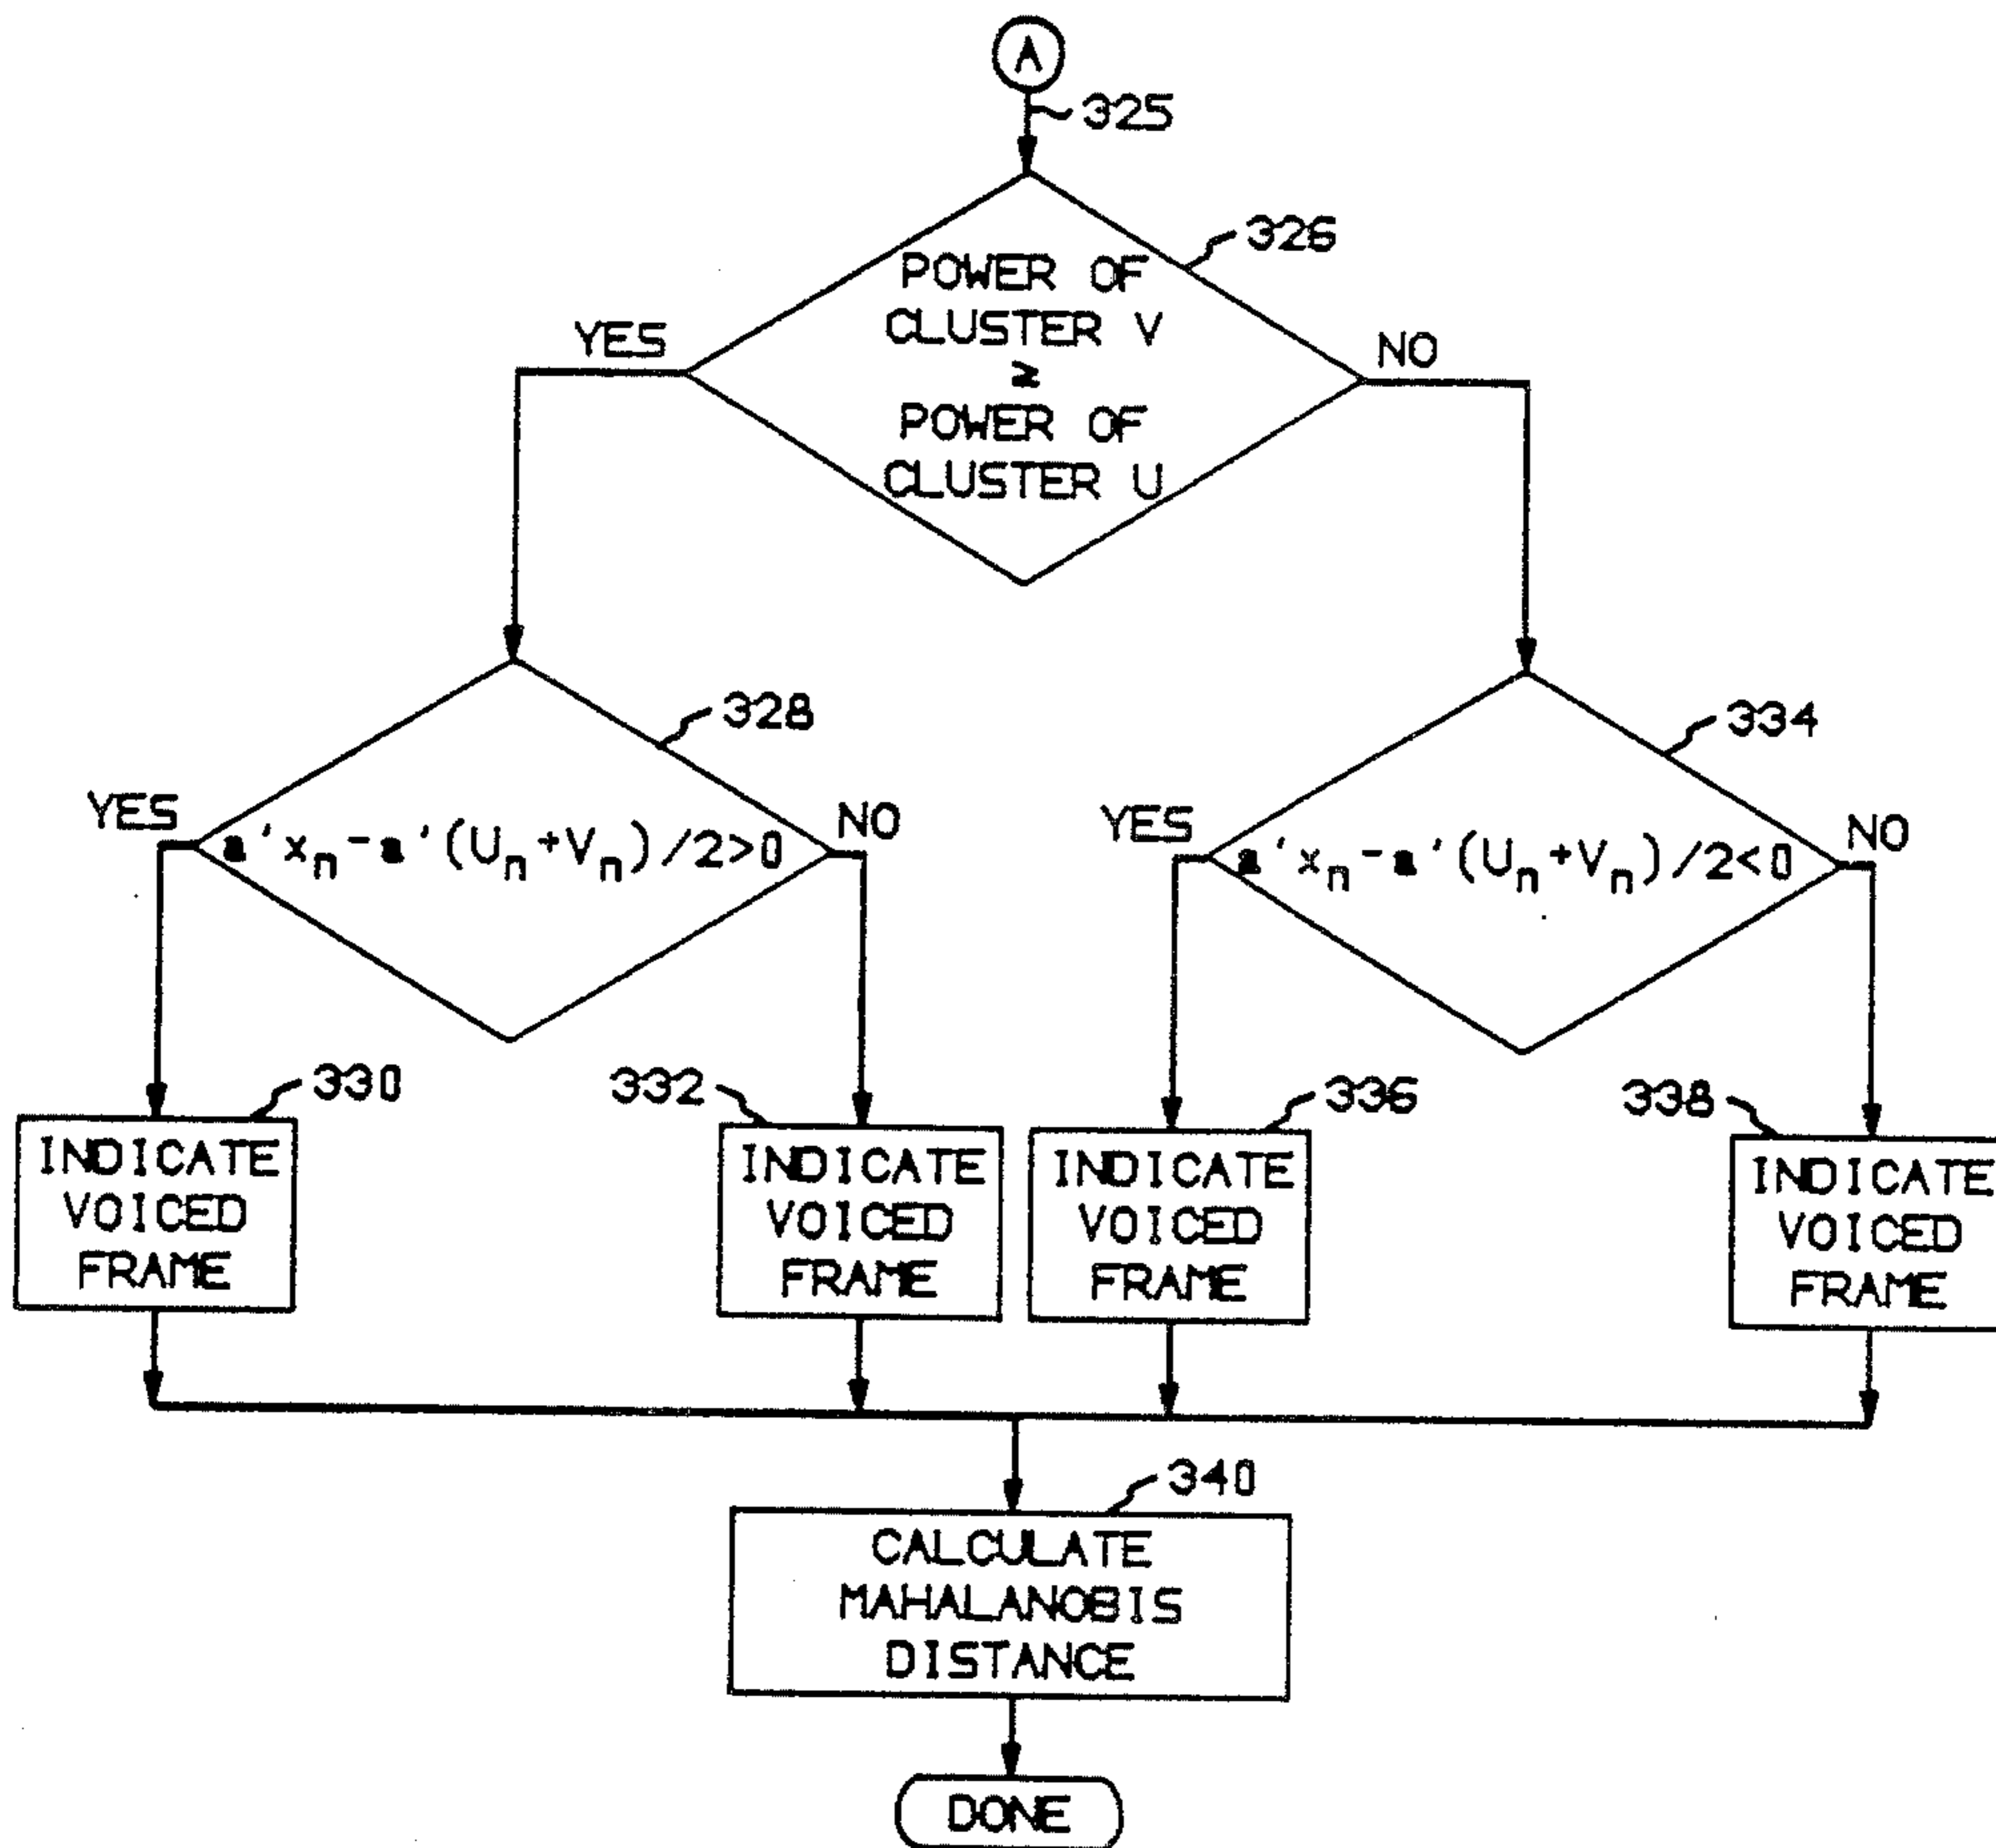 A
325
326
POWER OF
CLUSTER V
≥
POWER OF
CLUSTER U
YES
NO
328
334
YES
a'xₙ-a'(Uₙ+Vₙ)/2>0
NO
YES
a'xₙ-a'(Uₙ+Vₙ)/2<0
NO
330
332
336
338
INDICATE
VOICED
FRAME
INDICATE
VOICED
FRAME
INDICATE
VOICED
FRAME
INDICATE
VOICED
FRAME
340
CALCULATE
MAHALANOBIS
DISTANCE
DONE